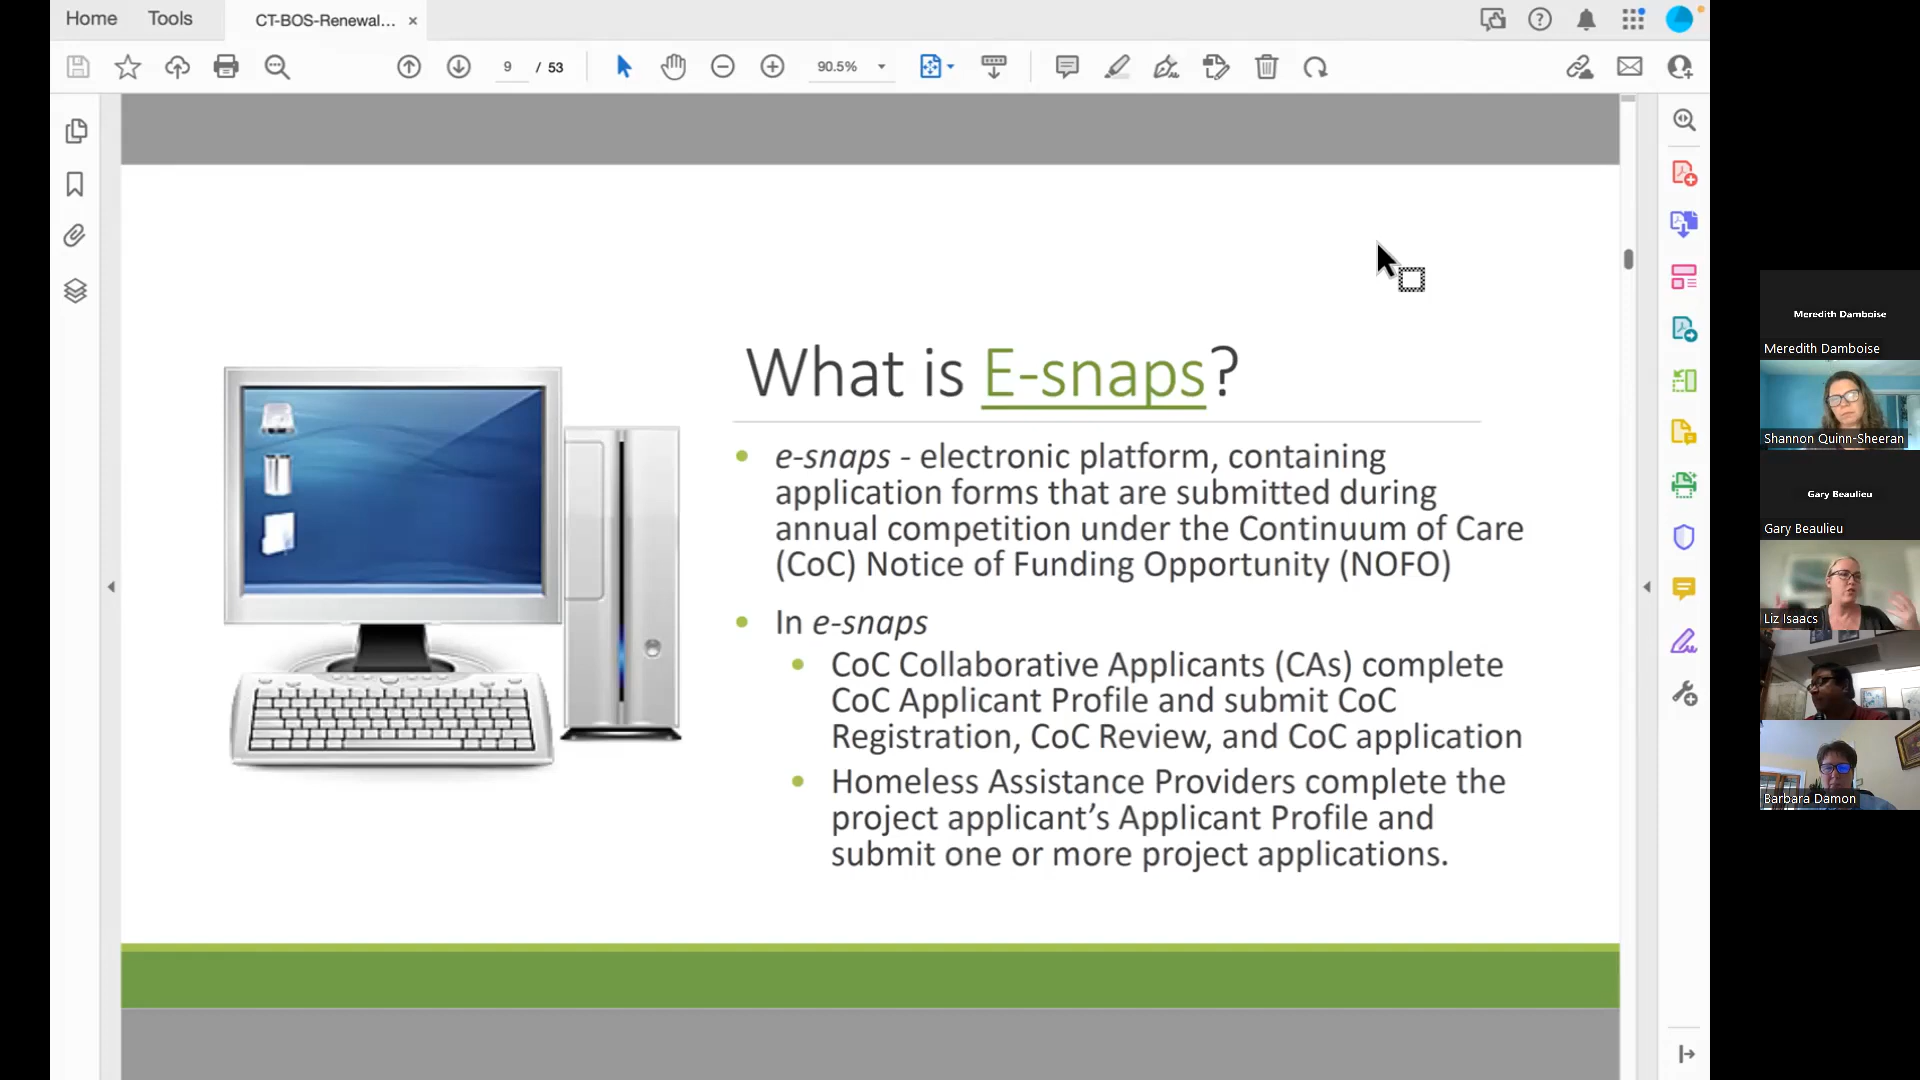 Home
Tools
CT-BOS-Renewal...
9 / 53
90.5%
What is E-snaps?
e-snaps - electronic platform, containing
application forms that are submitted during
annual competition under the Continuum of Care
(CoC) Notice of Funding Opportunity (NOFO)
In e-snaps
CoC Collaborative Applicants (CAs) complete
CoC Applicant Profile and submit CoC
Registration, CoC Review, and CoC application
Homeless Assistance Providers complete the
project applicant’s Applicant Profile and
submit one or more project applications.
Meredith Damboise
Meredith Damboise
Shannon Quinn-Sheeran
Gary Beaulieu
Gary Beaulieu
Liz Isaacs
Barbara Damon